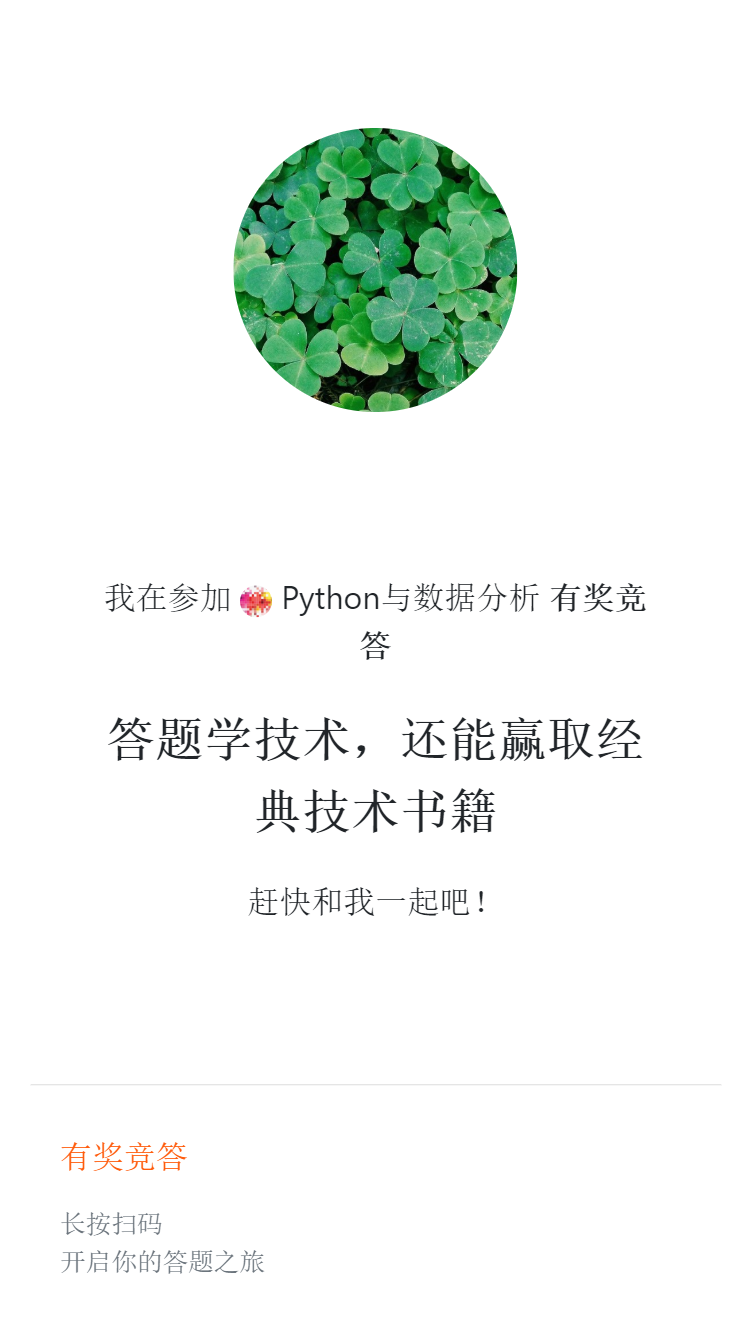 我在参加 Python与数据分析 有奖竞
答
答题学技术，还能赢取经
典技术书籍
赶快和我一起吧！
有奖竞答
长按扫码
开启你的答题之旅